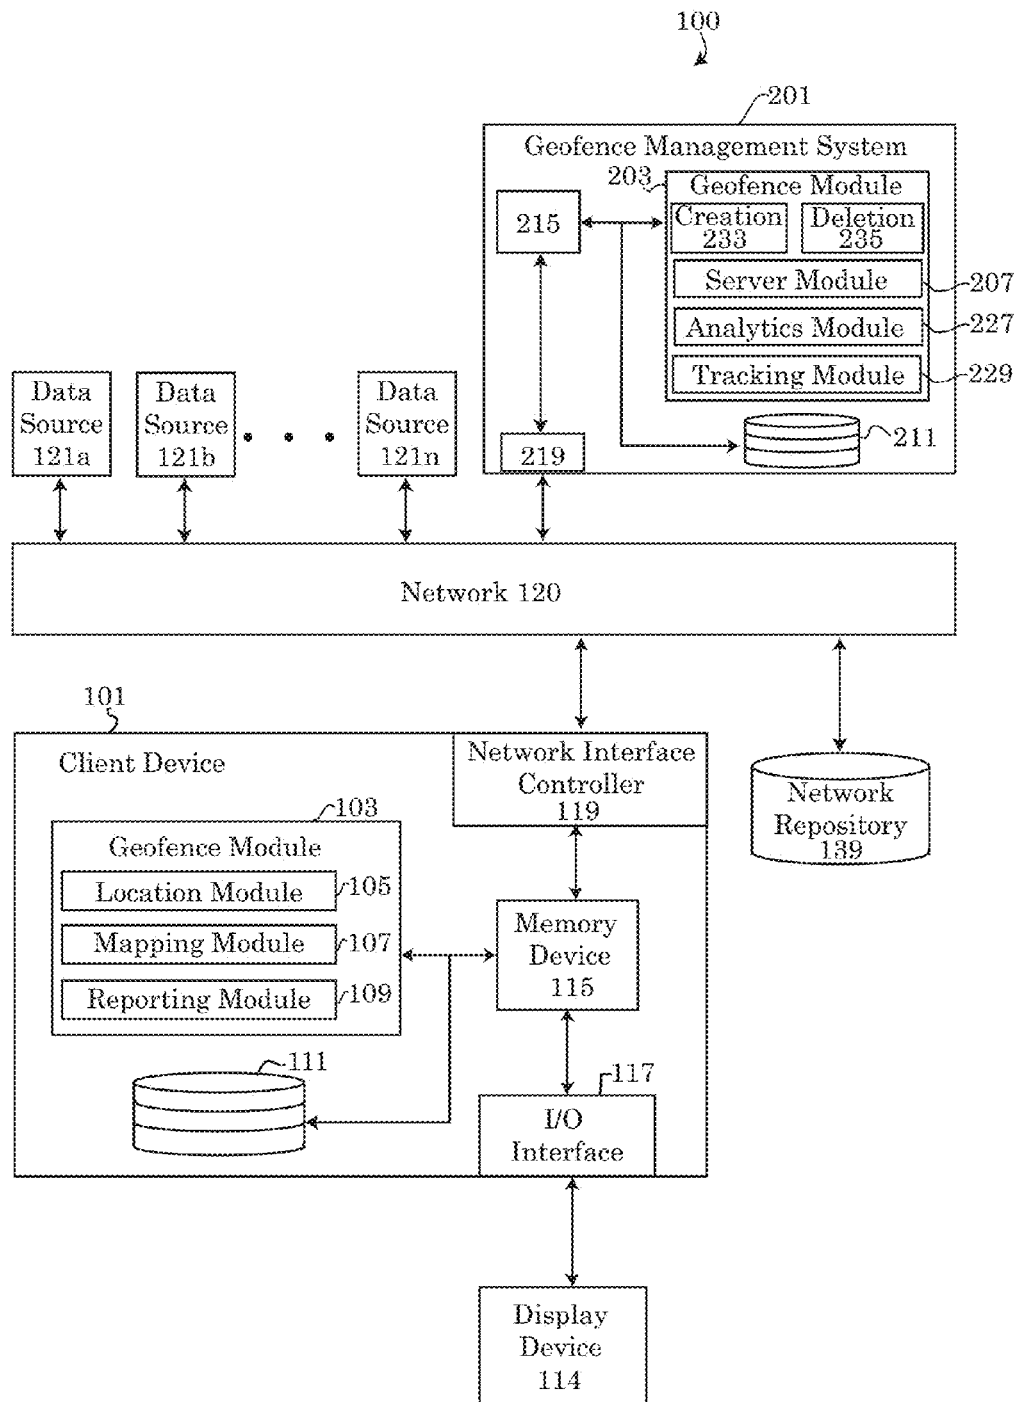 100
201
Geofence Management System
203
Geofence Module
Creation
233
Deletion
235
215
Server Module
207
Analytics Module
227
Tracking Module
229
211
219
Data
Source
121a
Data
Source
121b
Data
Source
121n
Network 120
101
Client Device
Network Interface
Controller
119
Network
Repository
139
103
Geofence Module
Location Module
105
Mapping Module
107
Reporting Module
109
Memory
Device
115
111
117
I/O
Interface
Display
Device
114